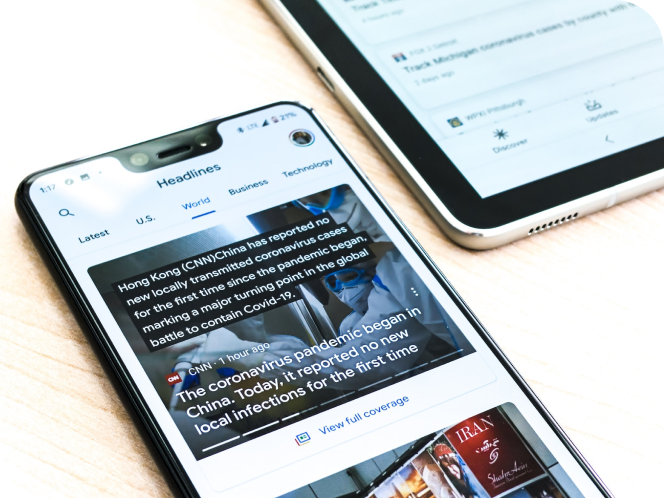 1:17
LTE 21%
Headlines
Latest U.S. World Business Technology
Hong Kong (CNN)China has reported no
new locally transmitted coronavirus cases
for the first time since the pandemic began,
marking a major turning point in the global
battle to contain Covid-19.
CNN CNN · 1 hour ago
The coronavirus pandemic began in
China. Today, it reported no new
local infections for the first time
View full coverage
IRAN
Track Michigan coronavirus cases by county with
7 days ago
WPXI Pittsburgh
Discover Updates